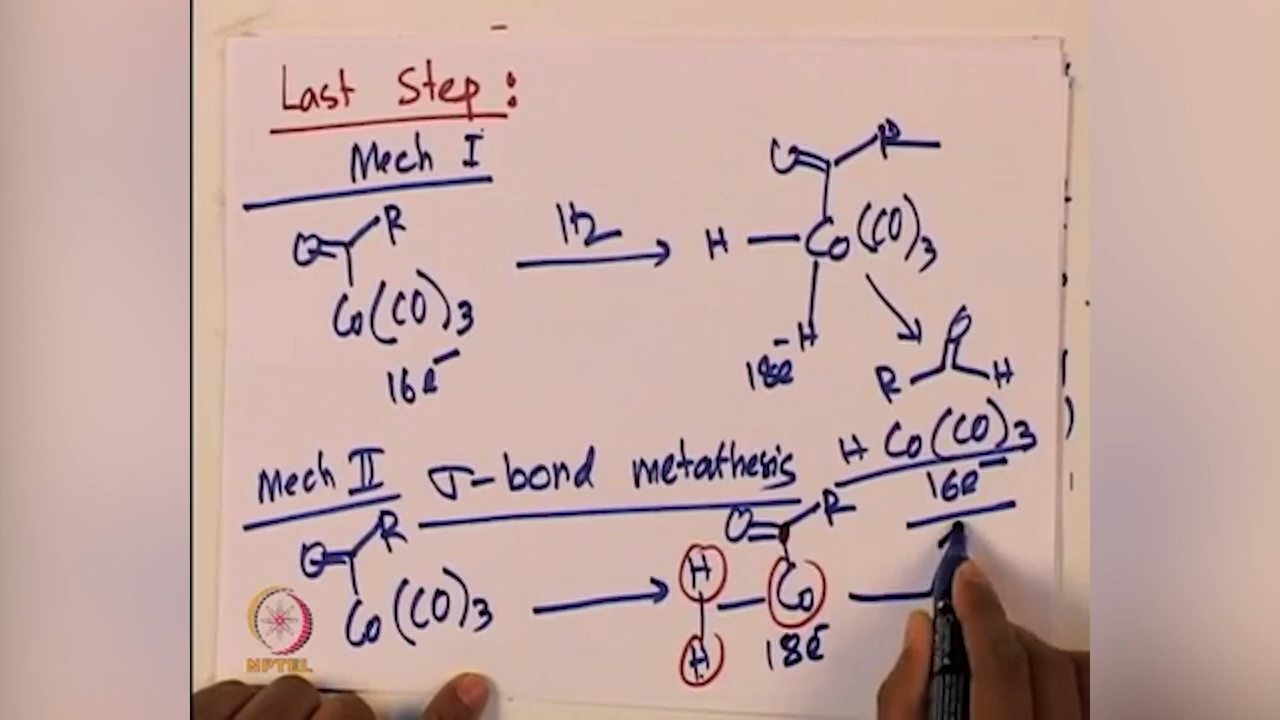 Last Step:
Mech I
O R
Co(CO)3
16e-
H2
O R
H Co(CO)3
H
18e-
O
R H
H Co(CO)3
16e-
Mech II σ-bond metathesis
O R
Co(CO)3
O R
H Co
H
18e-
NPTEL